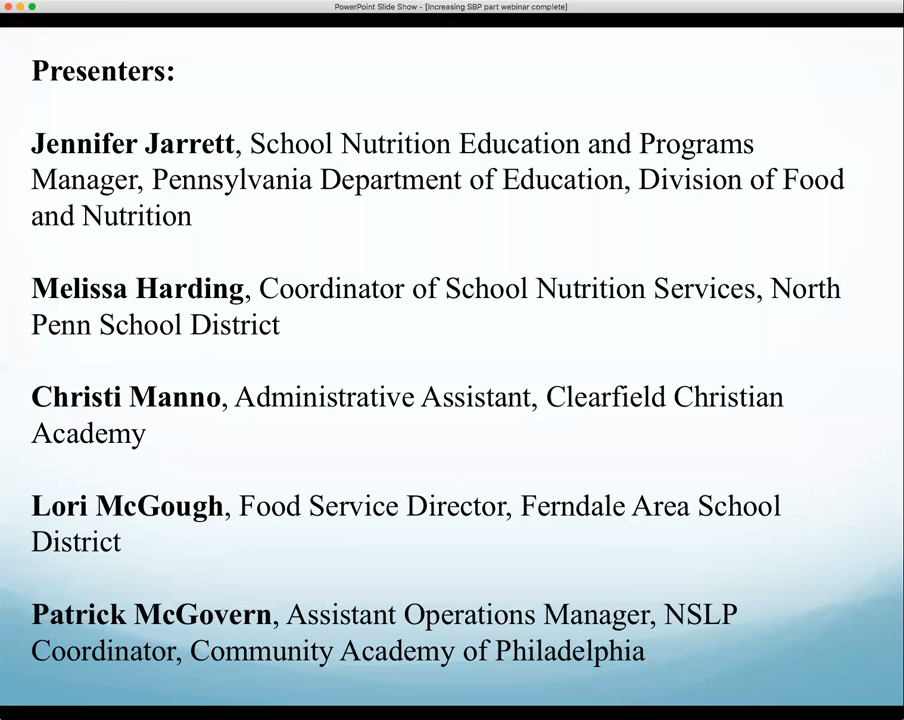 PowerPoint Slide Show - [Increasing SBP part webinar complete]
Presenters:
Jennifer Jarrett, School Nutrition Education and Programs
Manager, Pennsylvania Department of Education, Division of Food
and Nutrition
Melissa Harding, Coordinator of School Nutrition Services, North
Penn School District
Christi Manno, Administrative Assistant, Clearfield Christian
Academy
Lori McGough, Food Service Director, Ferndale Area School
District
Patrick McGovern, Assistant Operations Manager, NSLP
Coordinator, Community Academy of Philadelphia